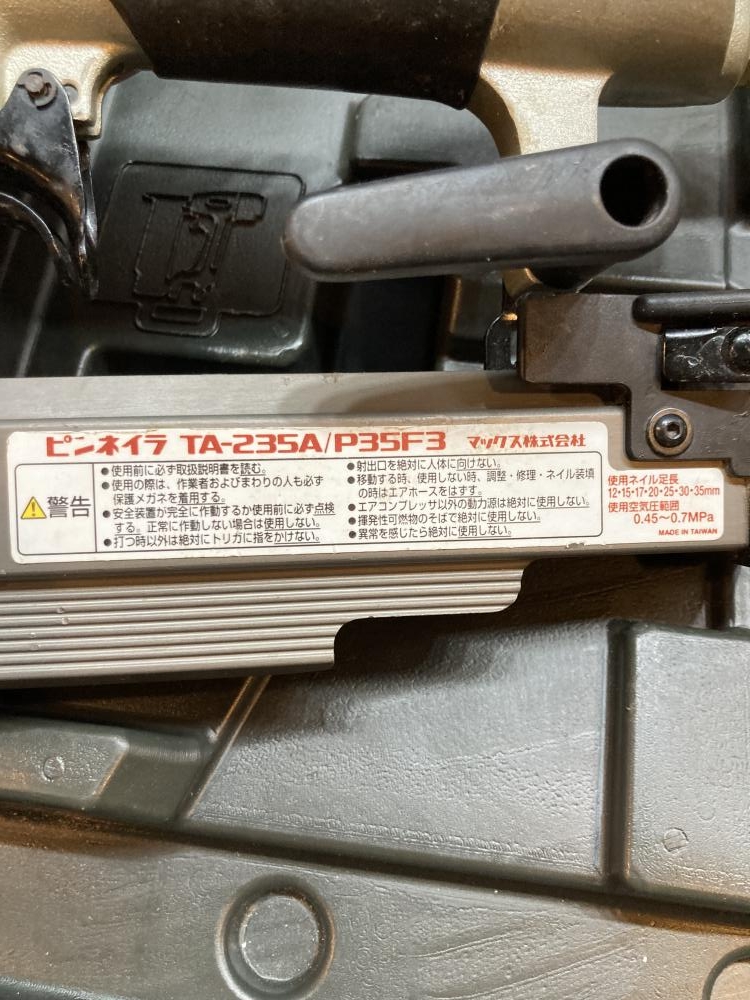 ピンネイラ TA-235A/P35F3 マックス株式会社
警告
●使用前に必ず取扱説明書を読む。
●使用の際は、作業者およびまわりの人も必ず
保護メガネを着用する。
●安全装置が完全に作動するか使用前に必ず点検
する。正常に作動しない場合は使用しない。
●打つ時以外は絶対にトリガに指をかけない。
●射出口を絶対に人体に向けない。
●移動する時、使用しない時、調整・修理・ネイル装填
の時はエアホースをはずす。
●エアコンプレッサ以外の動力源は絶対に使用しない。
●揮発性可燃物のそばで絶対に使用しない。
●異常を感じたら絶対に使用しない。
使用ネイル足長
12・15・17・20・25・30・35mm
使用空気圧範囲
0.45〜0.7MPa
MADE IN TAIWAN